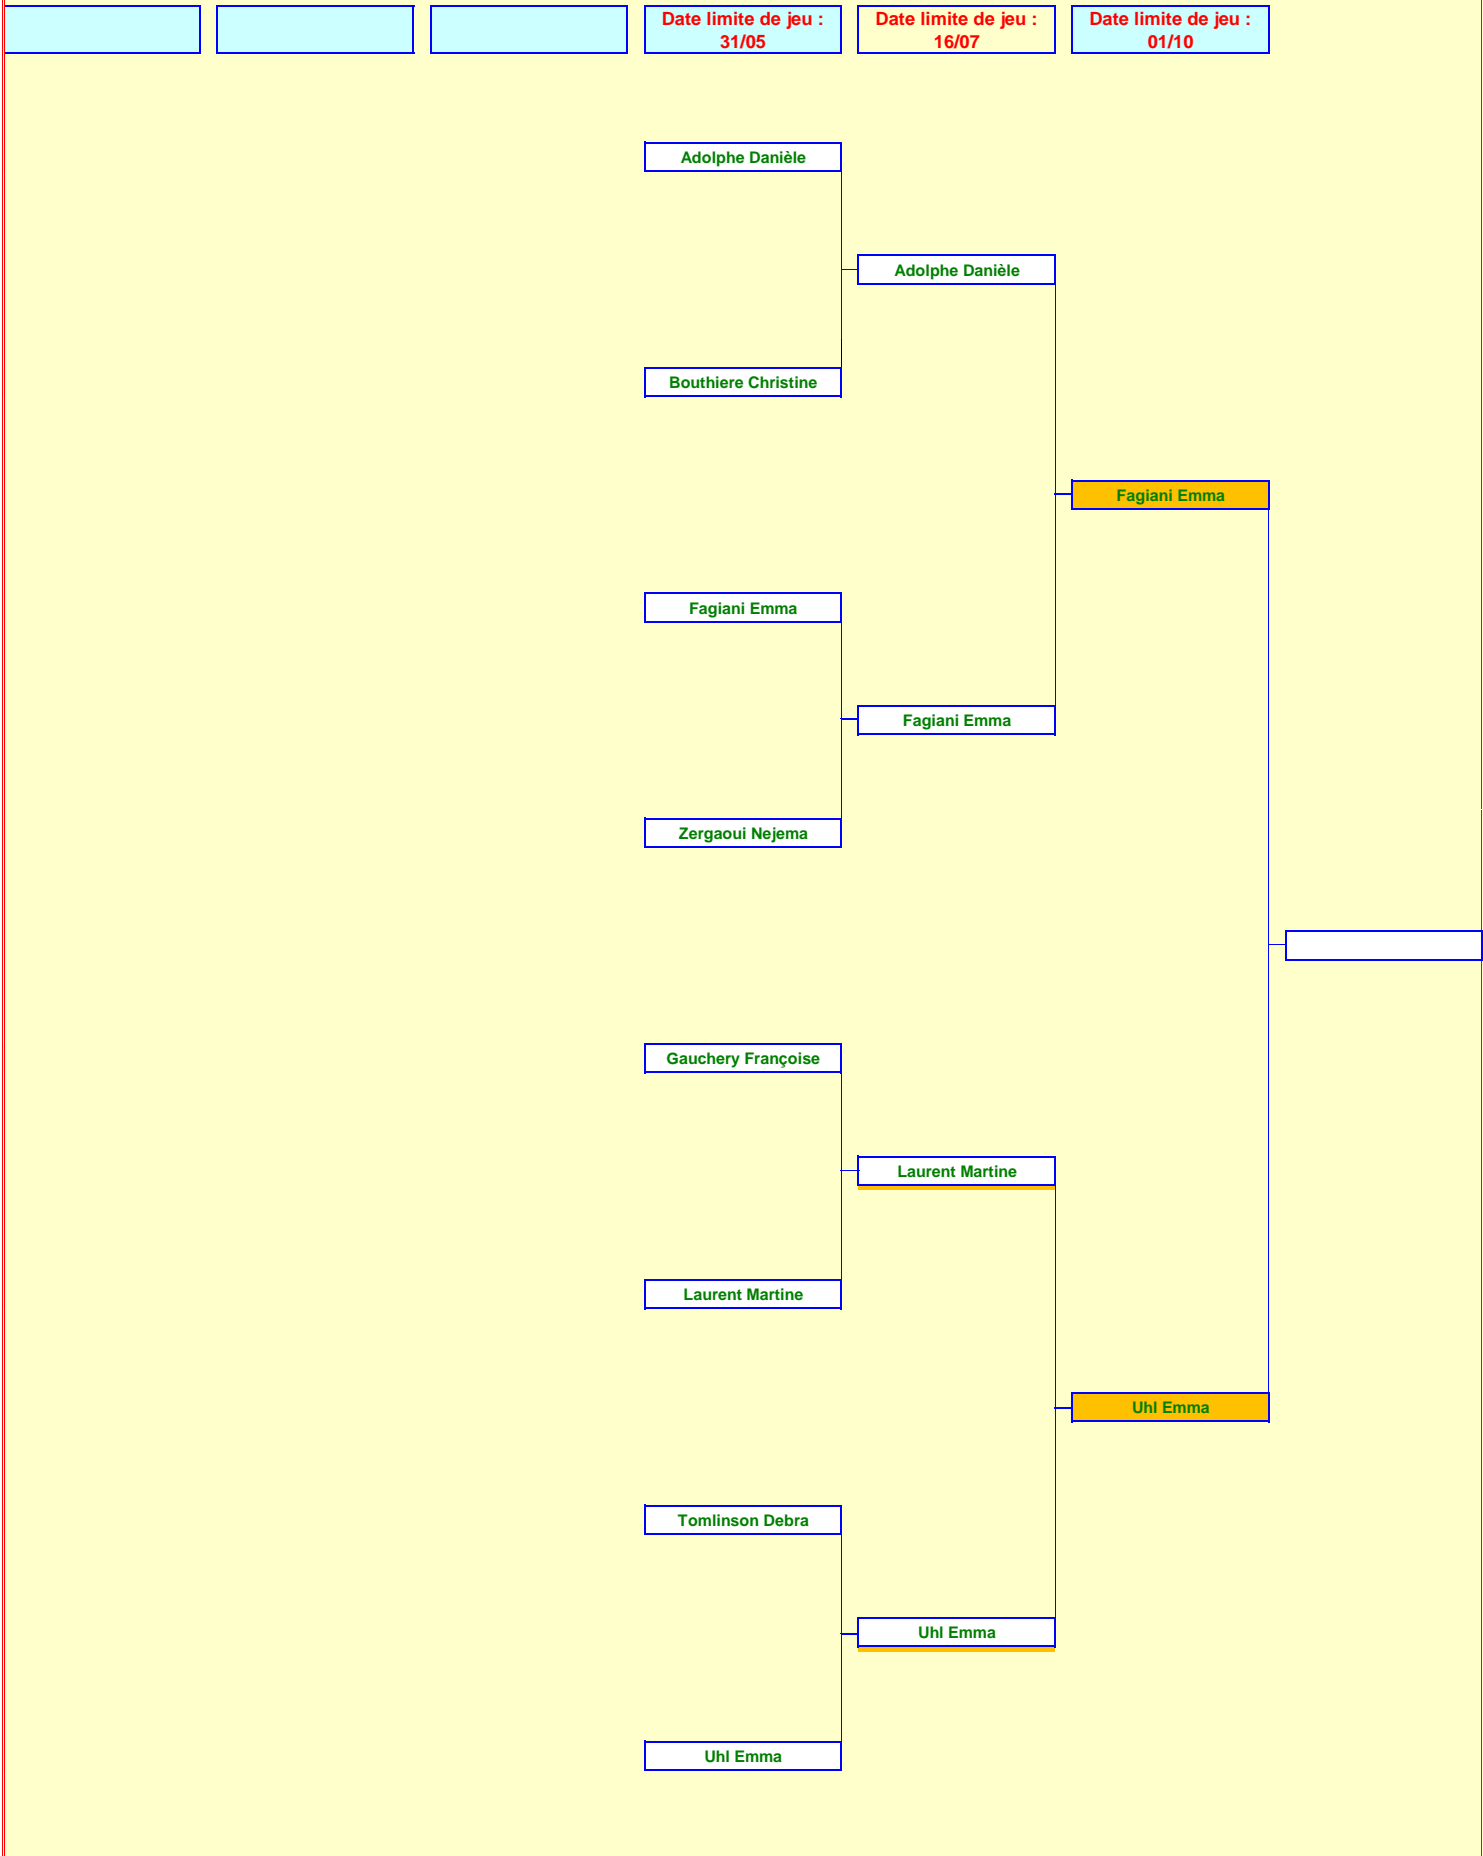 Date limite de jeu :
31/05
Date limite de jeu :
16/07
Date limite de jeu :
01/10
Adolphe Danièle
Adolphe Danièle
Bouthiere Christine
Fagiani Emma
Fagiani Emma
Fagiani Emma
Zergaoui Nejema
Gauchery Françoise
Laurent Martine
Laurent Martine
Uhl Emma
Tomlinson Debra
Uhl Emma
Uhl Emma